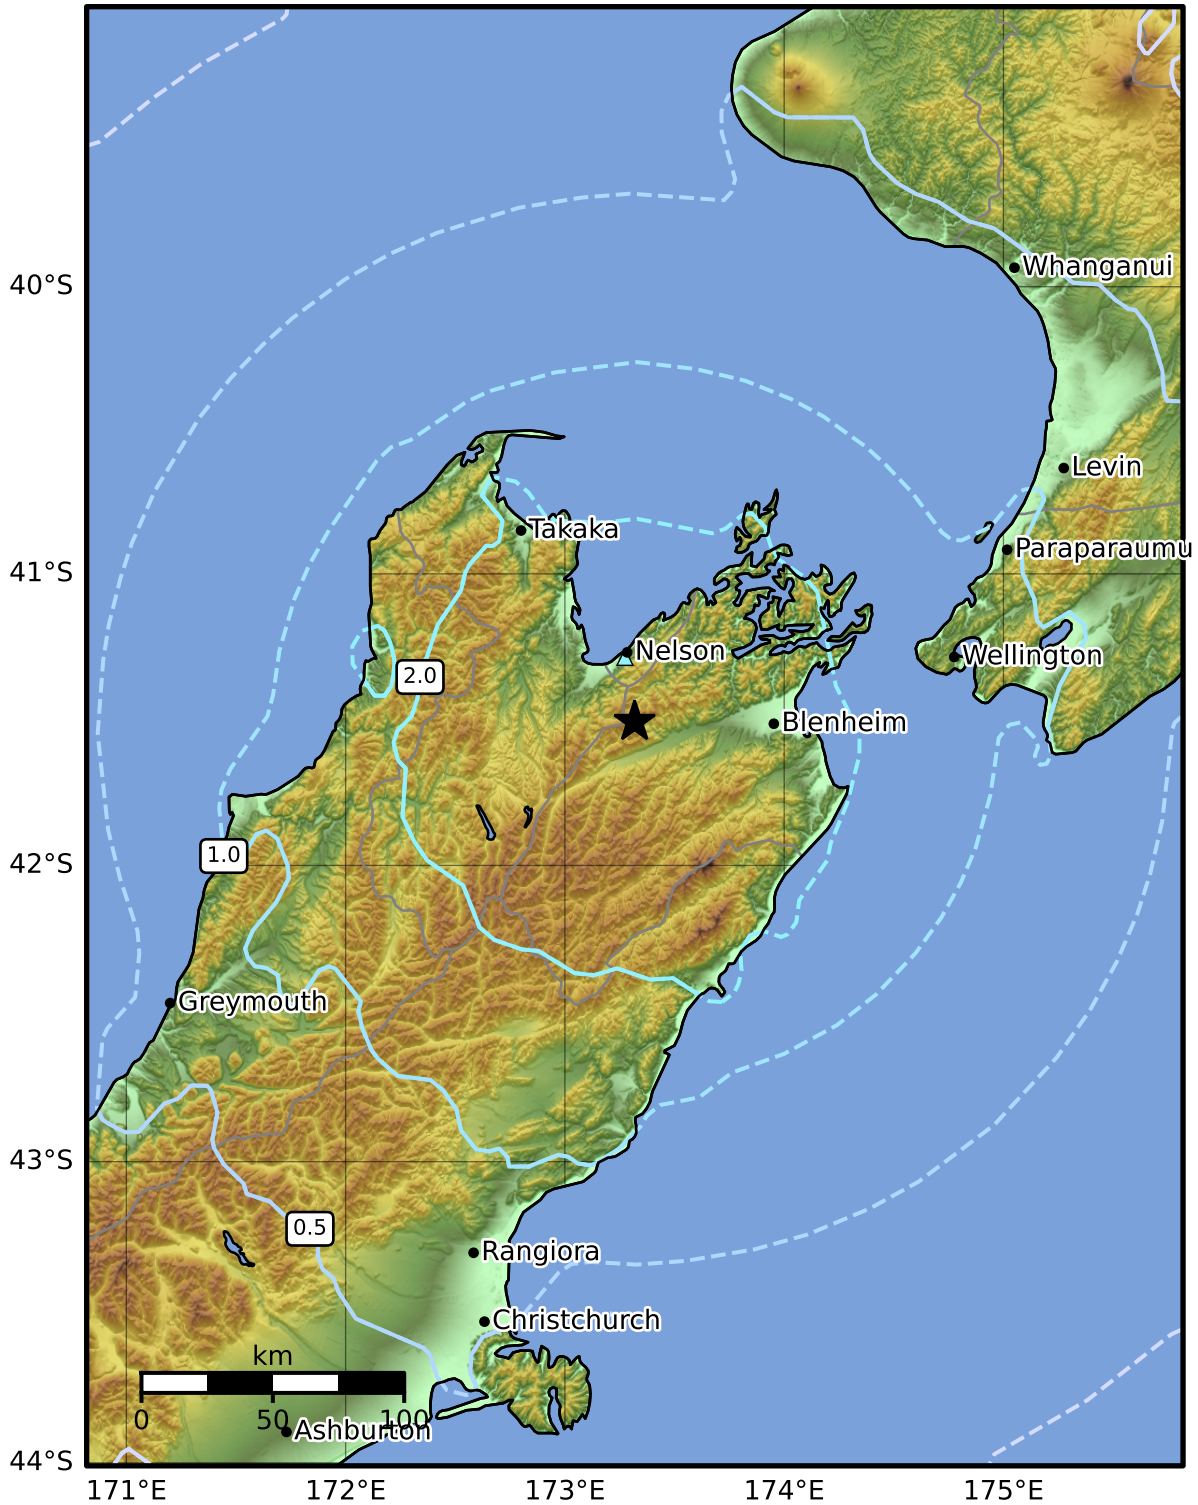 Whanganui
40°S
Levin
Takaka
Paraparaumu
41°S
Nelson
Wellington
2.0
Blenheim
1.0
42°S
Greymouth
43°S
0.5
Rangiora
Christchurch
km
0 50 100
Ashburton
44°S
171°E 172°E 173°E 174°E 175°E